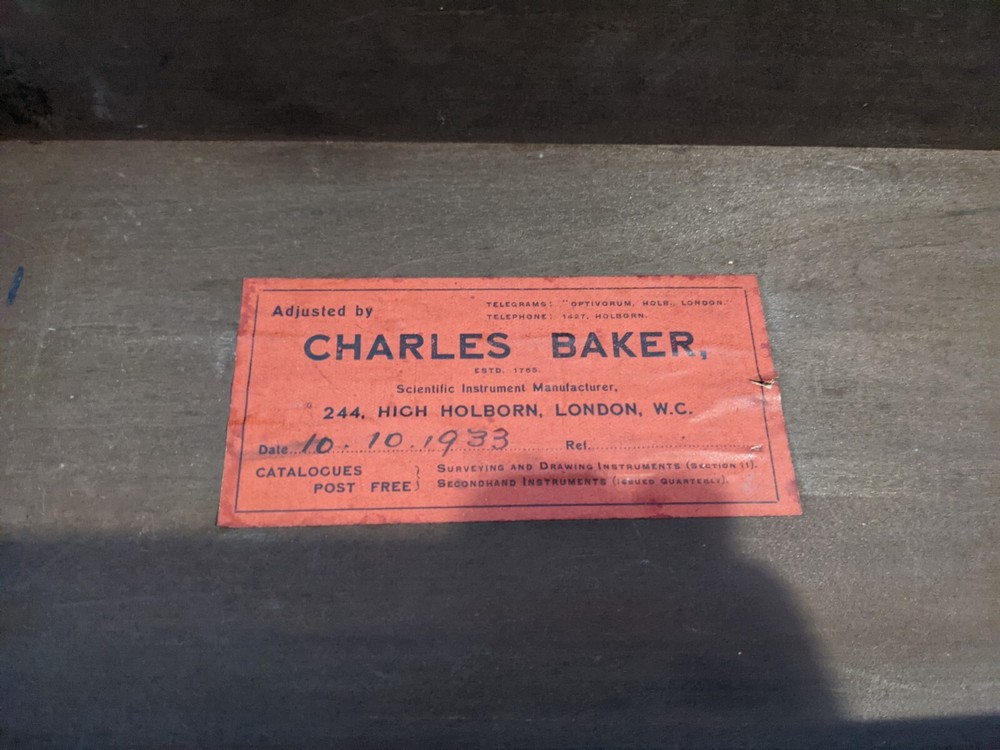 Adjusted by
TELEGRAMS: "OPTIVORUM, HOLB., LONDON."
TELEPHONE: 1427, HOLBORN.
CHARLES BAKER,
ESTD. 1765.
Scientific Instrument Manufacturer,
244, HIGH HOLBORN, LONDON, W.C.
Date...10.10.1933 Ref.
CATALOGUES POST FREE } SURVEYING AND DRAWING INSTRUMENTS (SECTION 11).
SECONDHAND INSTRUMENTS (ISSUED QUARTERLY).